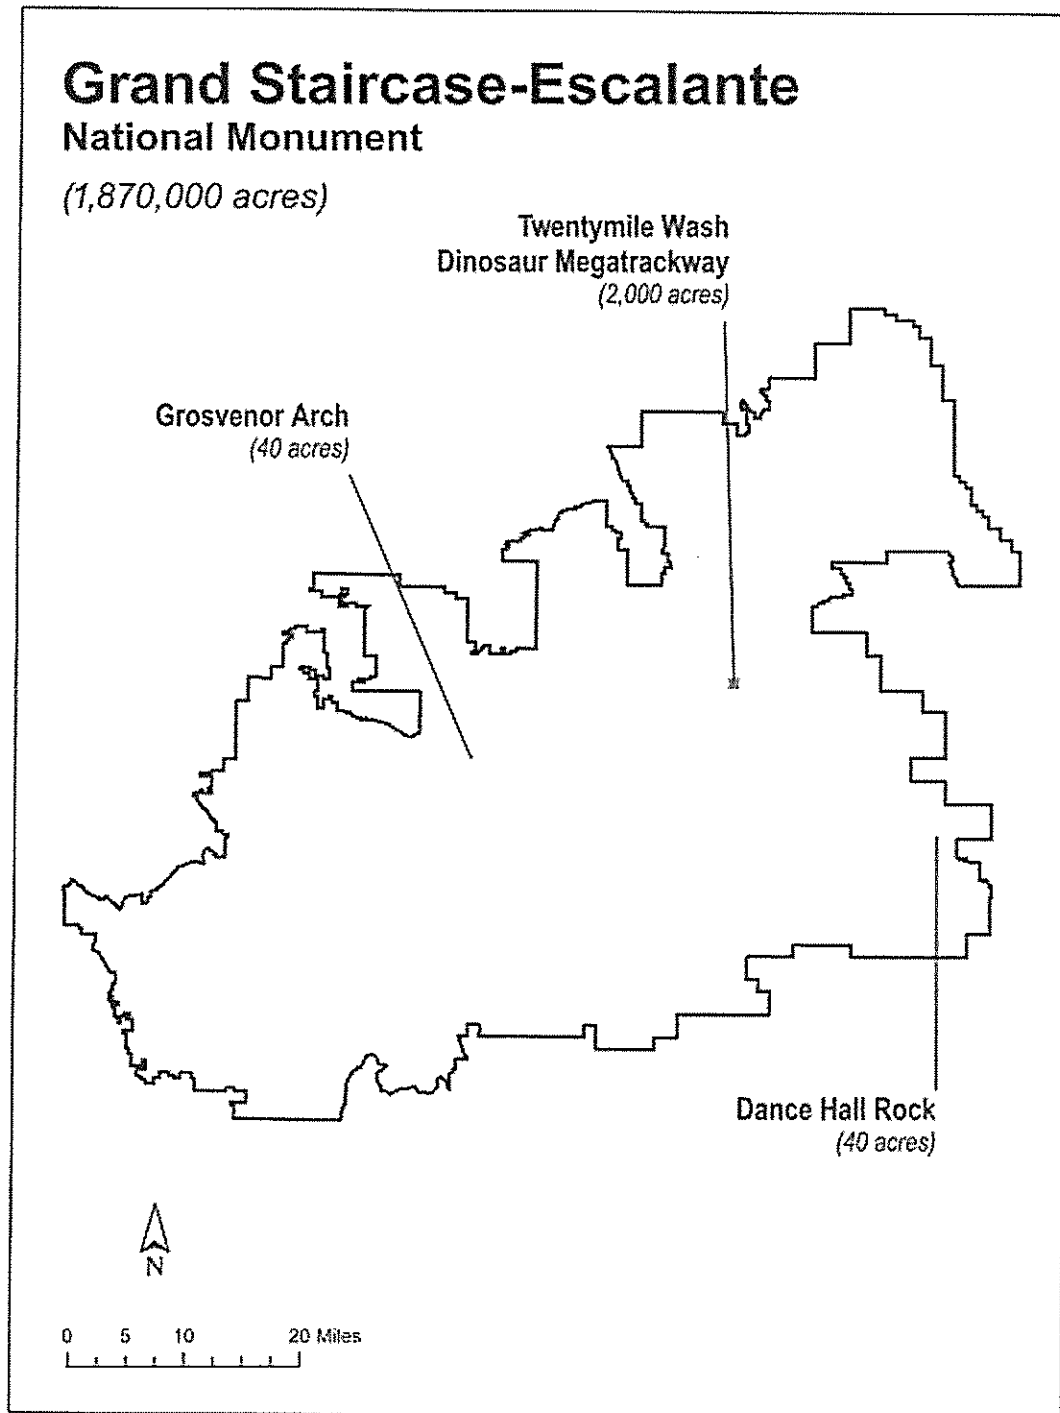 Grand Staircase-Escalante
National Monument
(1,870,000 acres)
Twentymile Wash
Dinosaur Megatrackway
(2,000 acres)
Grosvenor Arch
(40 acres)
Dance Hall Rock
(40 acres)
N
0 5 10 20 Miles